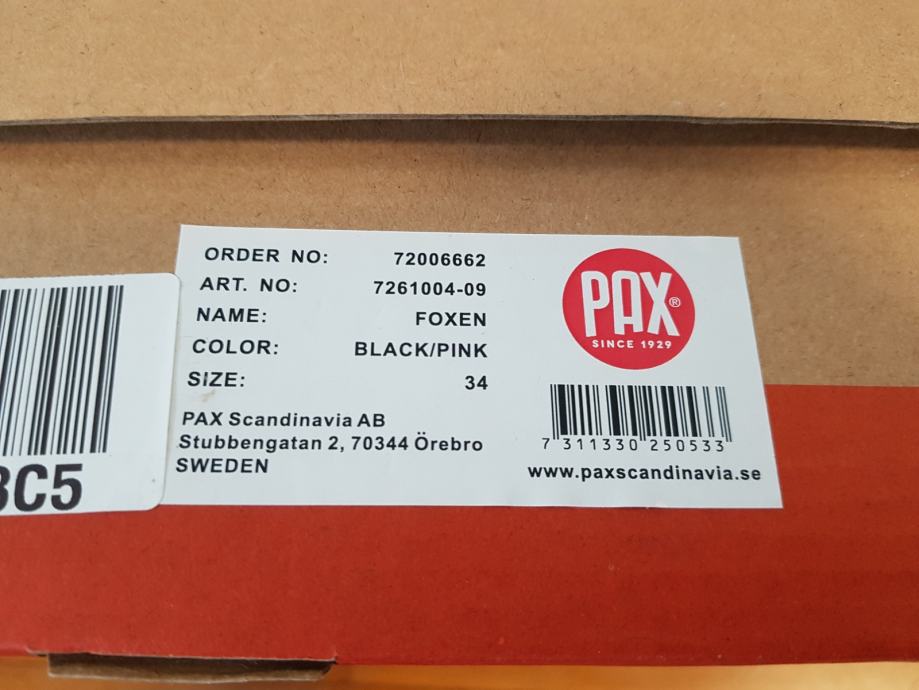 ORDER NO: 72006662
ART. NO: 7261004-09
NAME: FOXEN
COLOR: BLACK/PINK
SIZE: 34
PAX Scandinavia AB
Stubbengatan 2, 70344 Örebro
SWEDEN
PAX®
SINCE 1929
7 311330 250533
www.paxscandinavia.se
C5